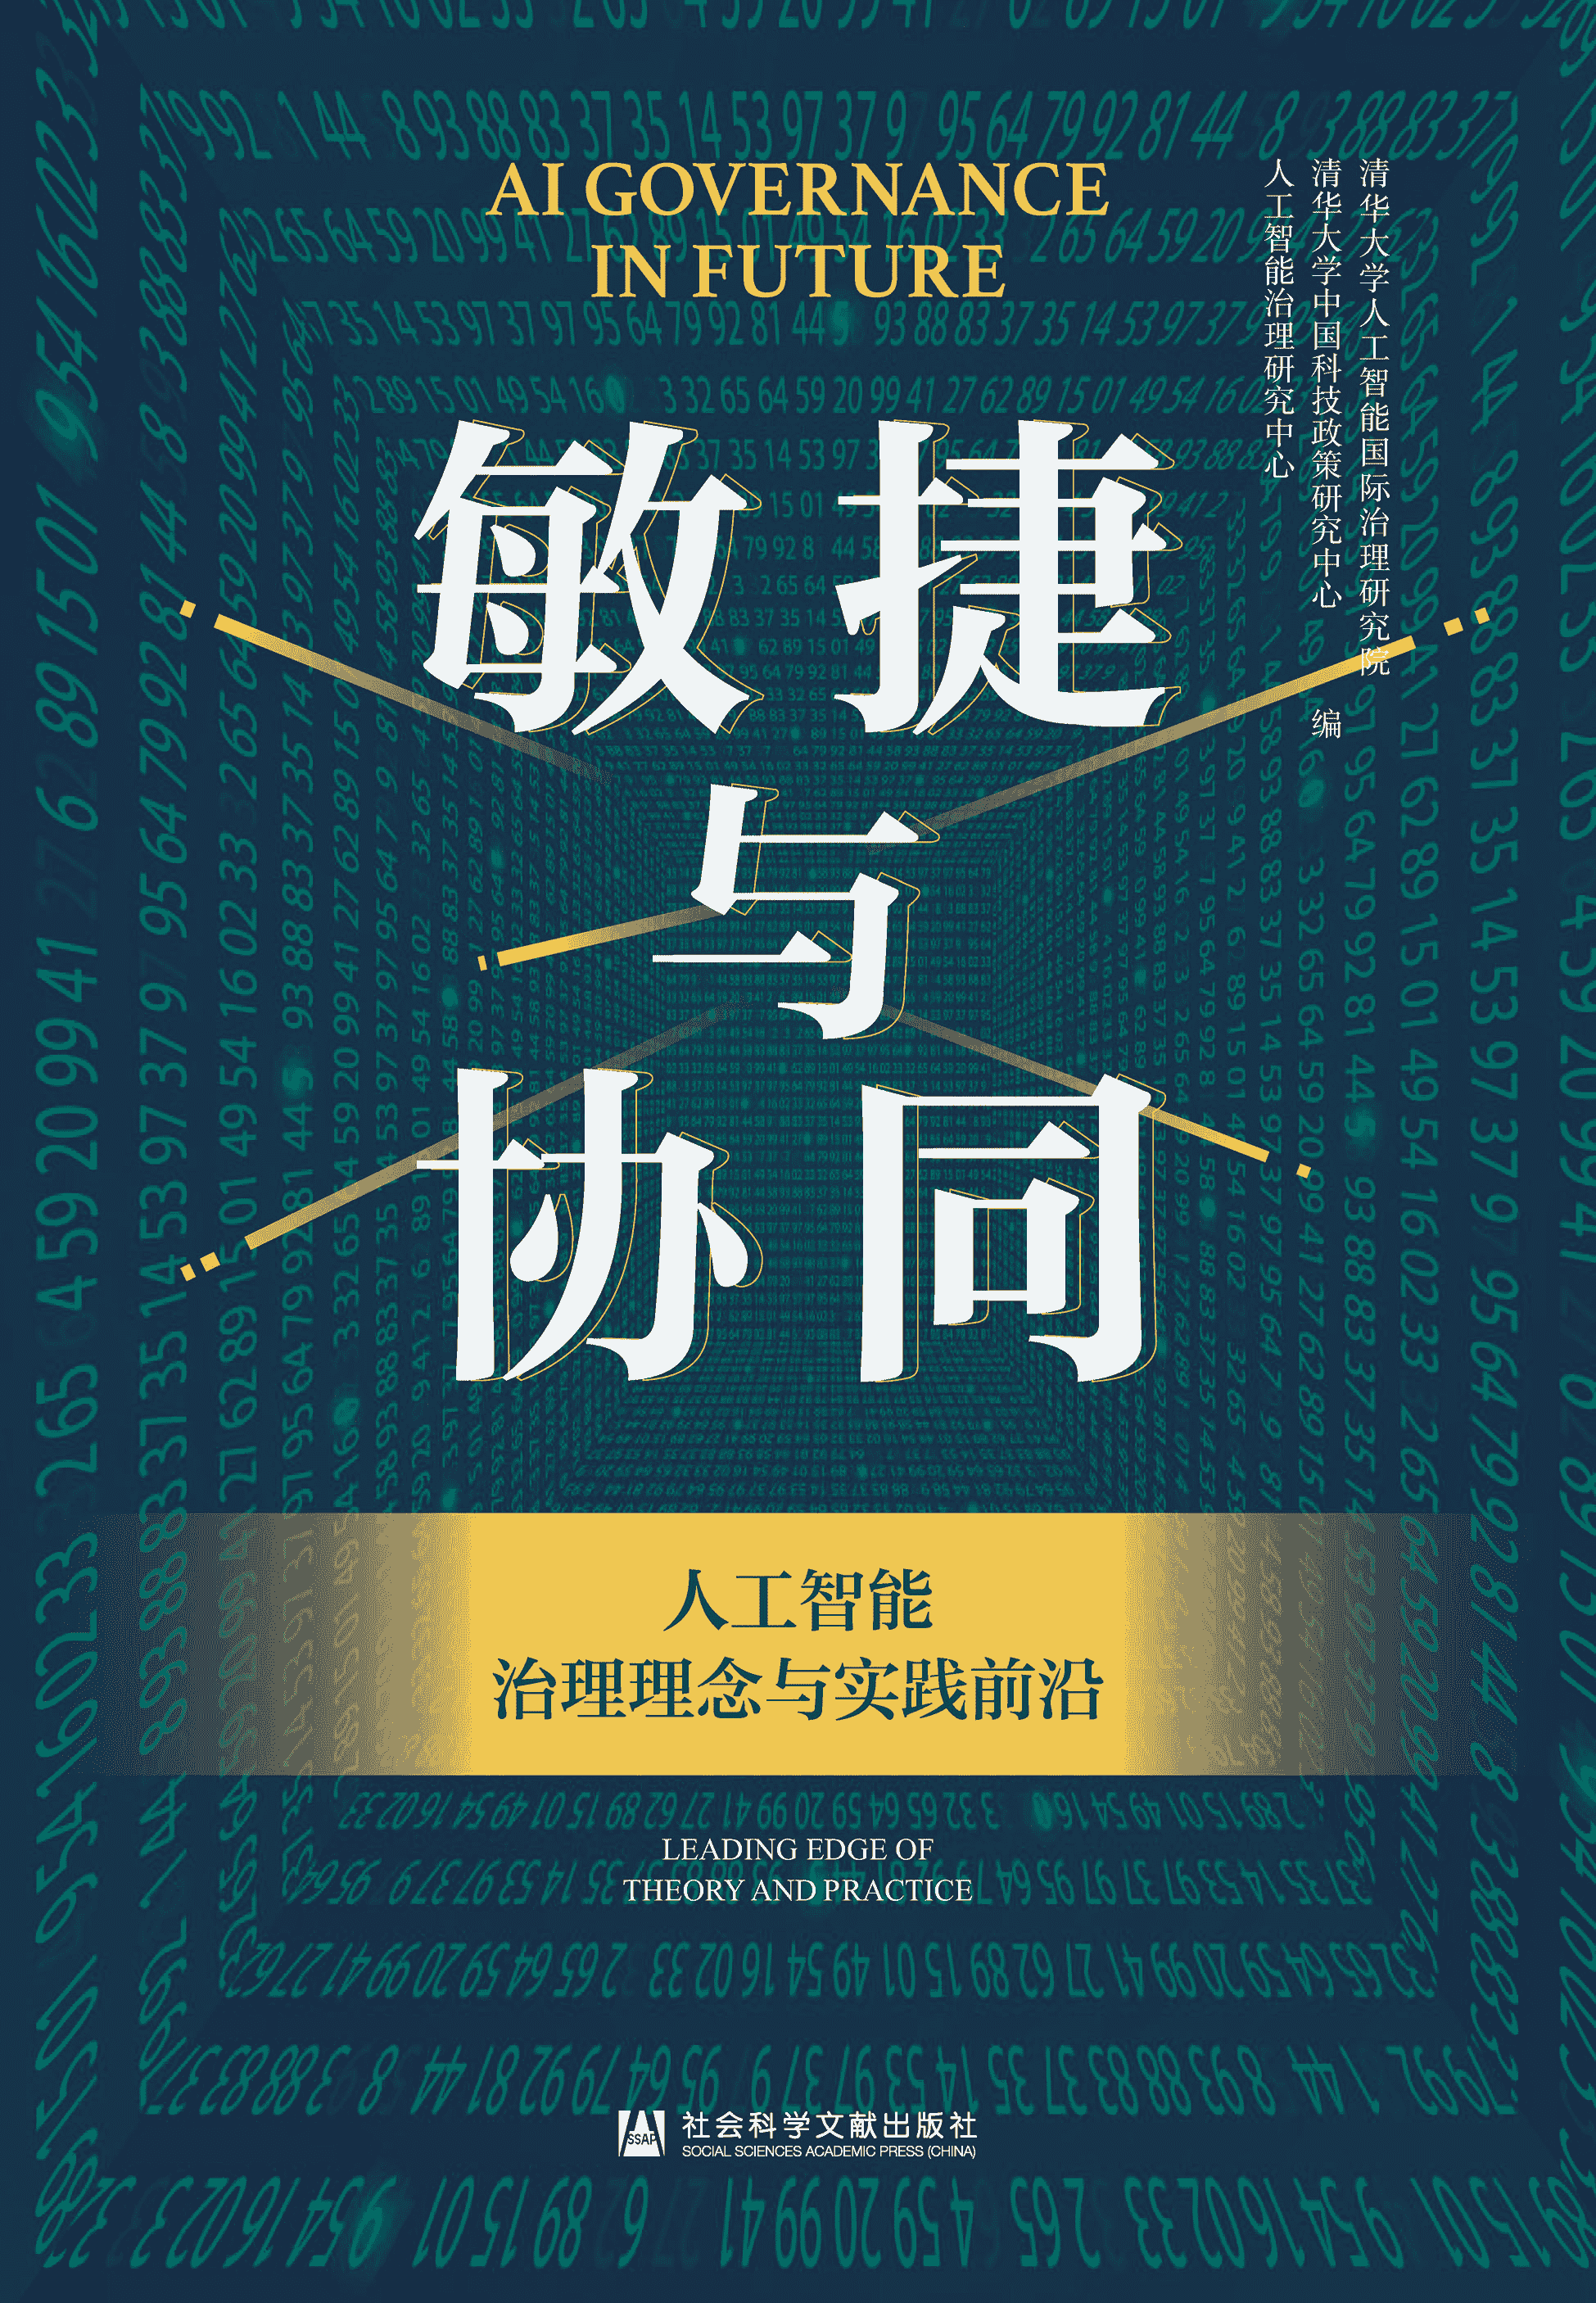 AI GOVERNANCE
IN FUTURE
清华大学人工智能国际治理研究院
清华大学中国科技政策研究中心 编
人工智能治理研究中心
敏捷
与
协同
人工智能
治理理念与实践前沿
LEADING EDGE OF
THEORY AND PRACTICE
SSAP
社会科学文献出版社
SOCIAL SCIENCES ACADEMIC PRESS (CHINA)